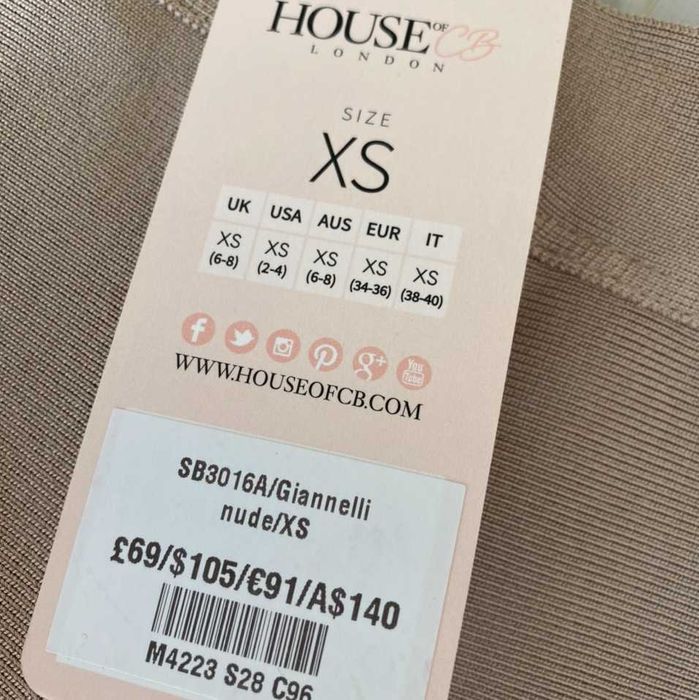 HOUSE OF CB
LONDON
SIZE
XS
UK USA AUS EUR IT
XS XS XS XS XS
(6-8) (2-4) (6-8) (34-36) (38-40)
f g+ You Tube
WWW.HOUSEOFCB.COM
SB3016A/Giannelli
nude/XS
£69/$105/€91/A$140
M4223 S28 C96